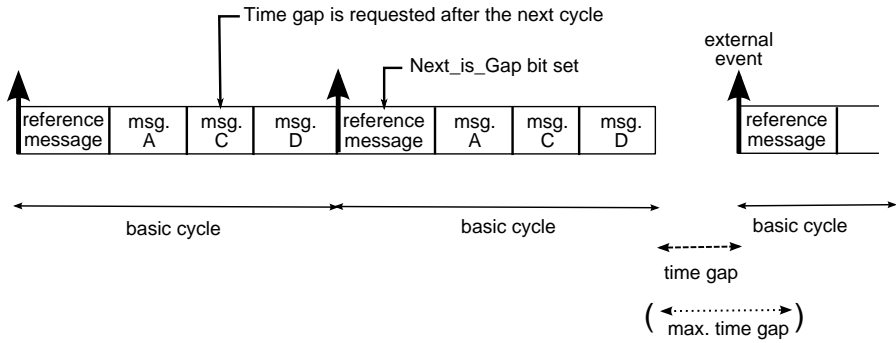 Time gap is requested after the next cycle
external
event
Next_is_Gap bit set
reference
message
msg.
A
msg.
C
msg.
D
reference
message
msg.
A
msg.
C
msg.
D
reference
message
basic cycle
basic cycle
basic cycle
time gap
(
)
max. time gap